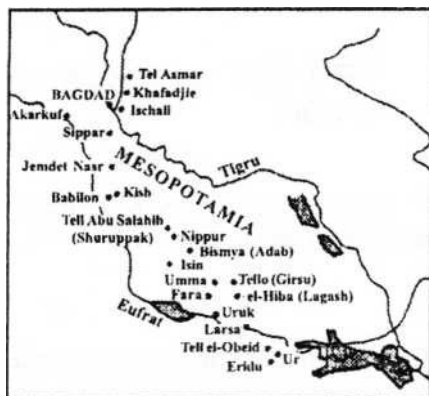 Tel Asmar
Khafadjie
BAGDAD
Ischali
Akarkuf
Sippar
MESOPOTAMIA
Tigru
Jemdet Nasr
Kish
Babilon
Tell Abu Salahib
(Shuruppak)
Nippur
Bismya (Adab)
Isin
Umma
Tello (Girsu)
Fara
el-Hiba (Lagash)
Eufrat
Uruk
Larsa
Tell el-Obeid
Ur
Eridu